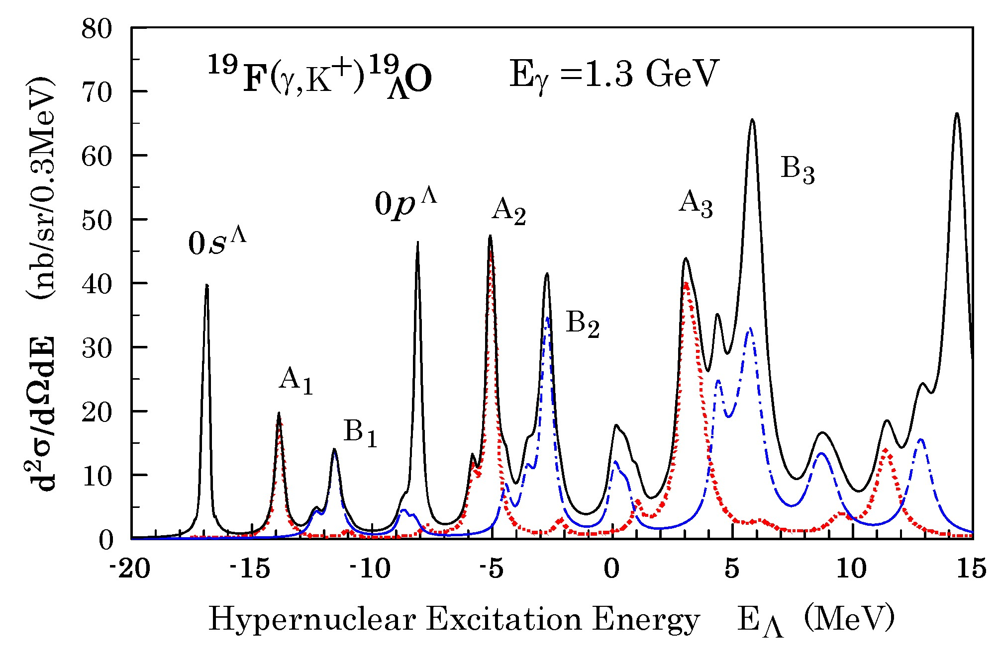 d²σ/dΩdE (nb/sr/0.3MeV)
80
70
60
50
40
30
20
10
0
¹⁹F(γ,K⁺)¹⁹ΛO Eγ =1.3 GeV
0sᴧ
A₁
B₁
0pᴧ
A₂
B₂
A₃
B₃
-20 -15 -10 -5 0 5 10 15
Hypernuclear Excitation Energy EΛ (MeV)